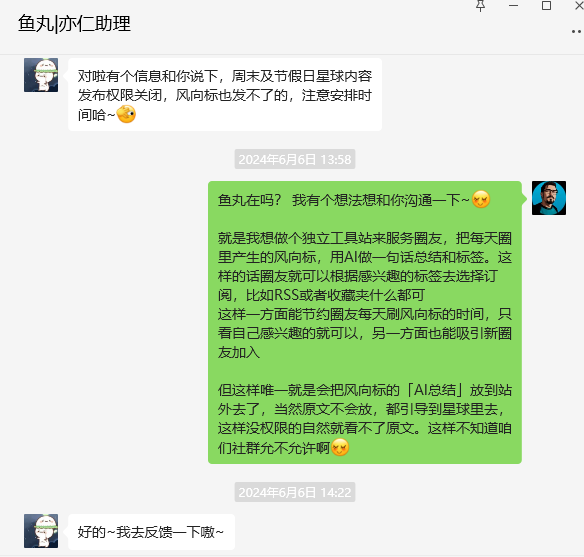 鱼丸|亦仁助理
对啦有个信息和你说下，周末及节假日星球内容
发布权限关闭，风向标也发不了的，注意安排时
间哈~
2024年6月6日 13:58
鱼丸在吗？ 我有个想法想和你沟通一下~
就是我想做个独立工具站来服务圈友，把每天圈
里产生的风向标，用AI做一句话总结和标签。这
样的话圈友就可以根据感兴趣的标签去选择订
阅，比如RSS或者收藏夹什么都可
这样一方面能节约圈友每天刷风向标的时间，只
看自己感兴趣的就可以，另一方面也能吸引新圈
友加入
但这样唯一就是会把风向标的「AI总结」放到站
外去了，当然原文不会放，都引导到星球里去，
这样没权限的自然就看不了原文。这样不知道咱
们社群允不允许啊
2024年6月6日 14:22
好的~我去反馈一下嗷~